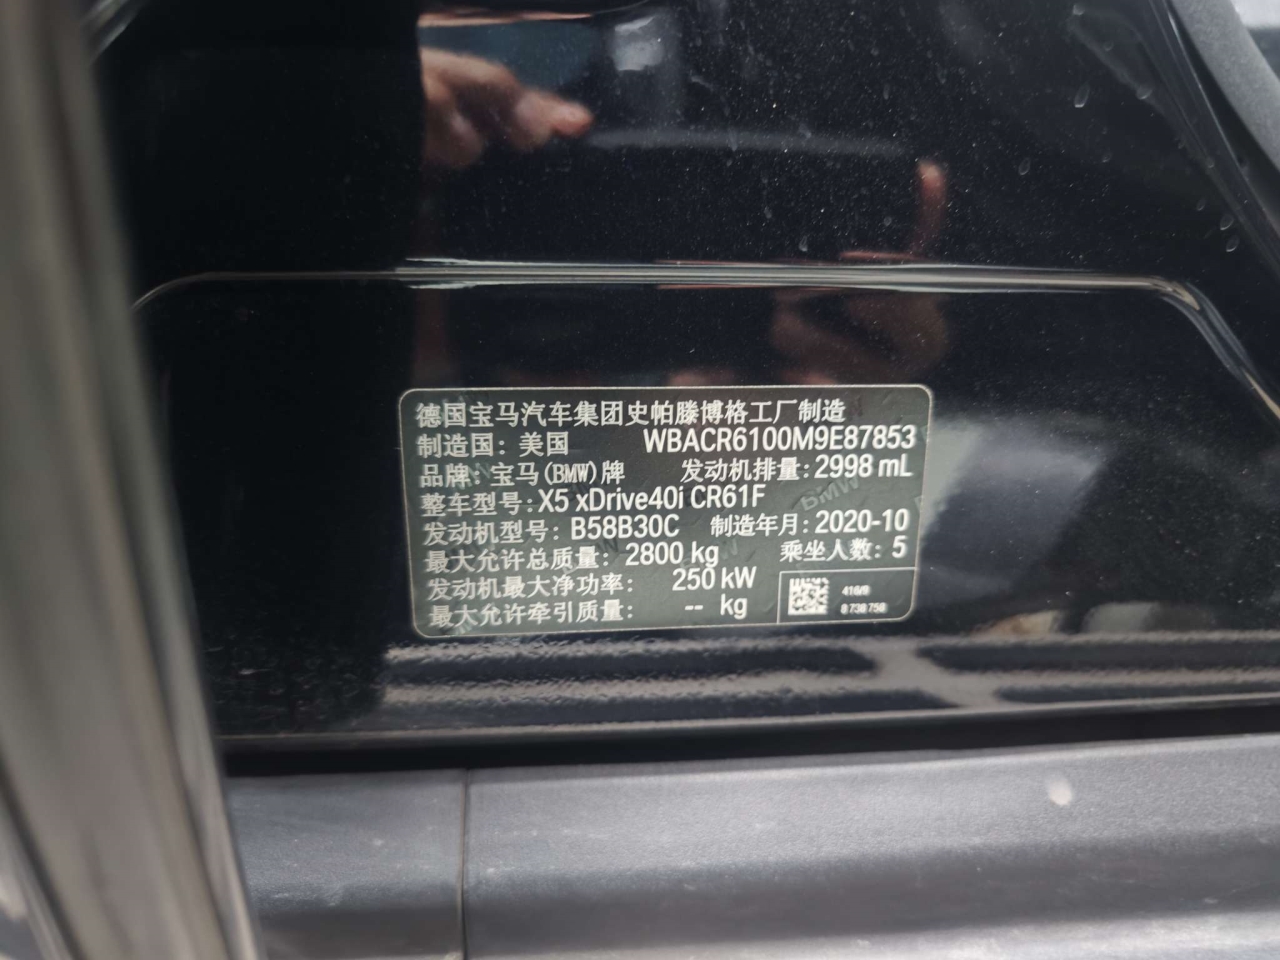 德国宝马汽车集团史帕滕博格工厂制造
制造国: 美国 WBACR6100M9E87853
品牌: 宝马(BMW)牌 发动机排量: 2998 mL
整车型号: X5 xDrive40i CR61F
发动机型号: B58B30C 制造年月: 2020-10
最大允许总质量: 2800 kg 乘坐人数: 5
发动机最大净功率: 250 kW
最大允许牵引质量: -- kg
8 738 758